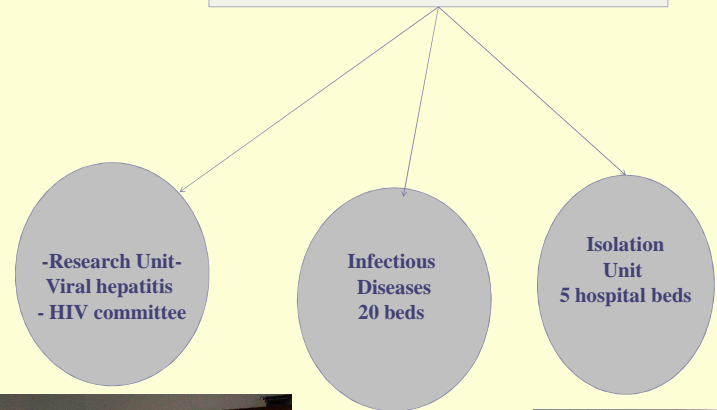 -Research Unit-
Viral hepatitis
- HIV committee
Infectious
Diseases
20 beds
Isolation
Unit
5 hospital beds